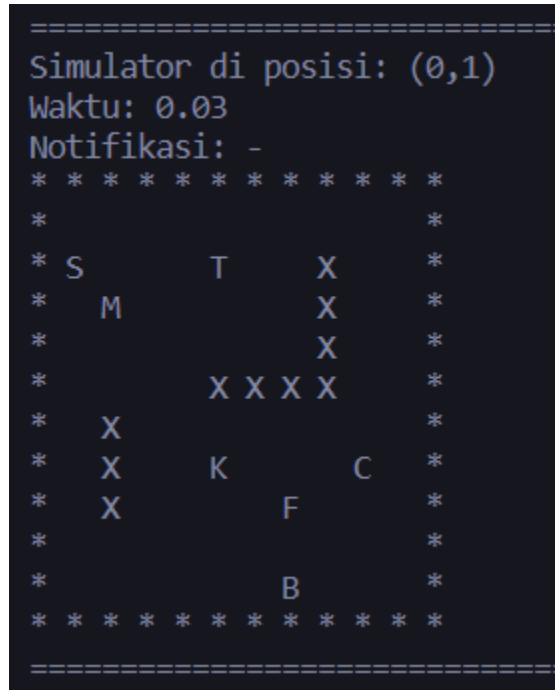 ==============================
Simulator di posisi: (0,1)
Waktu: 0.03
Notifikasi: -
* * * * * * * * * * * *
*                     *
* S       T     X     *
*   M           X     *
*               X     *
*         X X X X     *
*   X                 *
*   X     K       C   *
*   X         F       *
*                     *
*             B       *
* * * * * * * * * * * *
==============================